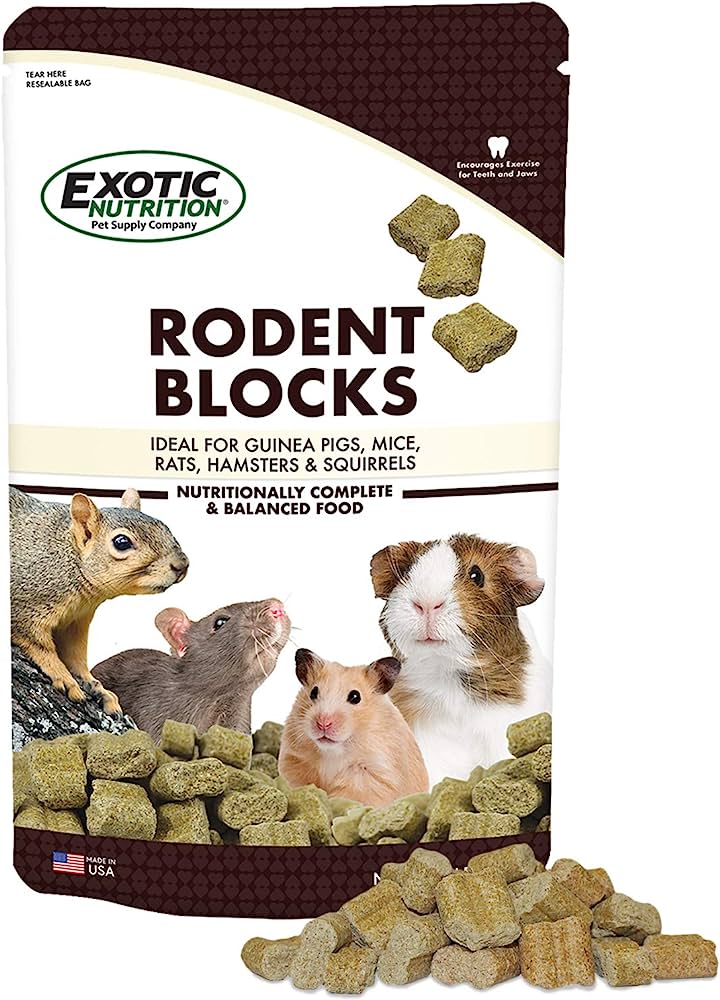 TEAR HERE
RESEALABLE BAG
Encourages Exercise
for Teeth and Jaws
EXOTIC
NUTRITION®
Pet Supply Company
RODENT
BLOCKS
IDEAL FOR GUINEA PIGS, MICE,
RATS, HAMSTERS & SQUIRRELS
NUTRITIONALLY COMPLETE
& BALANCED FOOD
MADE IN
USA